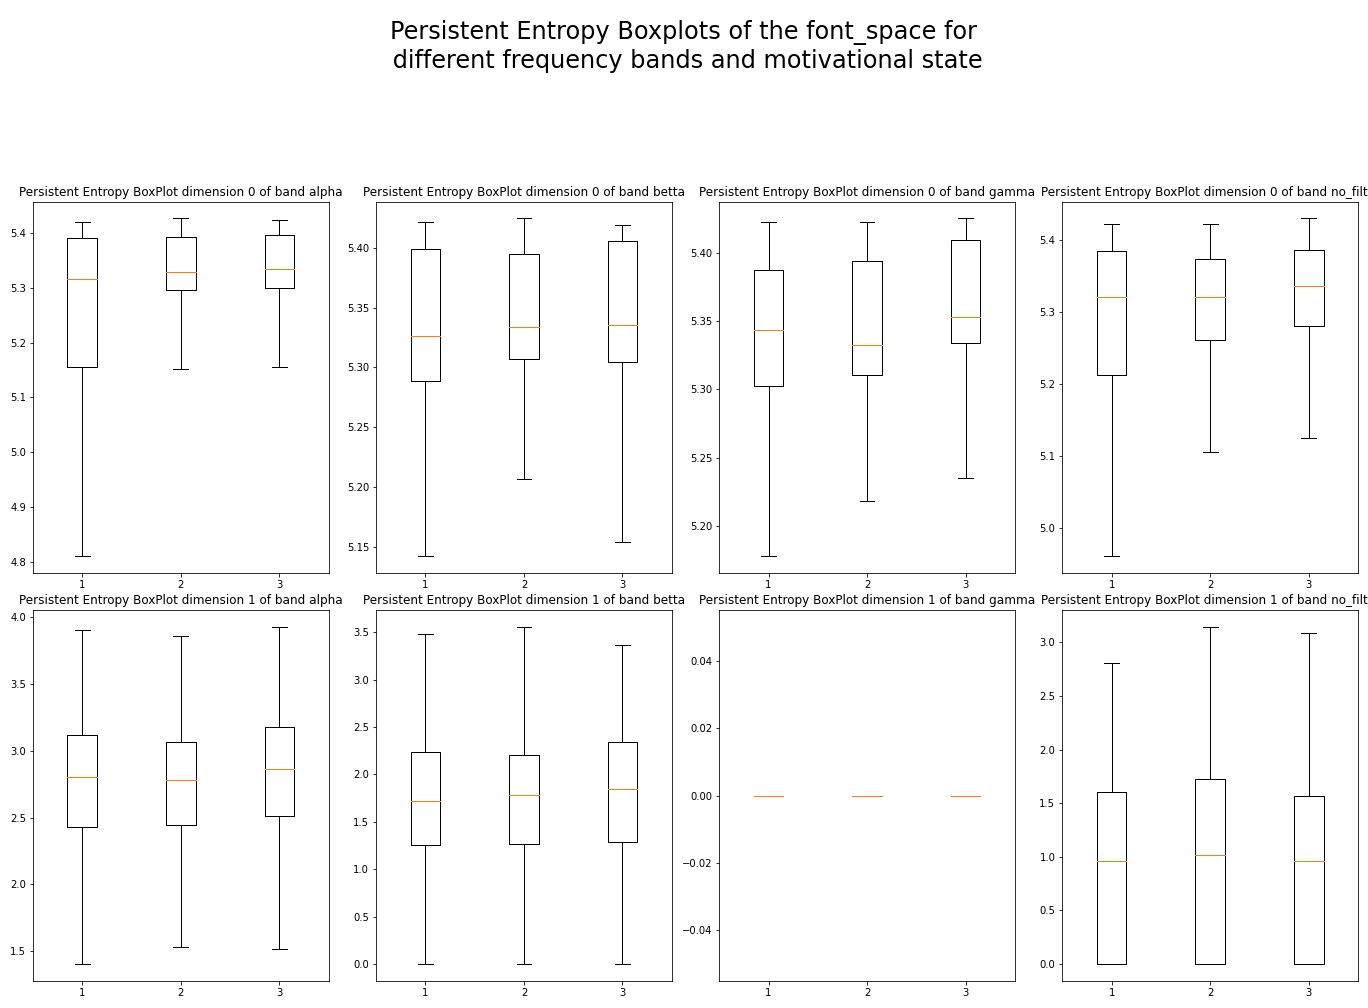 Persistent Entropy Boxplots of the font_space for
different frequency bands and motivational state
Persistent Entropy BoxPlot dimension 0 of band alpha
5.4
5.3
5.2
5.1
5.0
4.9
4.8
1 2 3
Persistent Entropy BoxPlot dimension 0 of band betta
5.40
5.35
5.30
5.25
5.20
5.15
1 2 3
Persistent Entropy BoxPlot dimension 0 of band gamma
5.40
5.35
5.30
5.25
5.20
1 2 3
Persistent Entropy BoxPlot dimension 0 of band no_filt
5.4
5.3
5.2
5.1
5.0
1 2 3
Persistent Entropy BoxPlot dimension 1 of band alpha
4.0
3.5
3.0
2.5
2.0
1.5
1 2 3
Persistent Entropy BoxPlot dimension 1 of band betta
3.5
3.0
2.5
2.0
1.5
1.0
0.5
0.0
1 2 3
Persistent Entropy BoxPlot dimension 1 of band gamma
0.04
0.02
0.00
−0.02
−0.04
1 2 3
Persistent Entropy BoxPlot dimension 1 of band no_filt
3.0
2.5
2.0
1.5
1.0
0.5
0.0
1 2 3